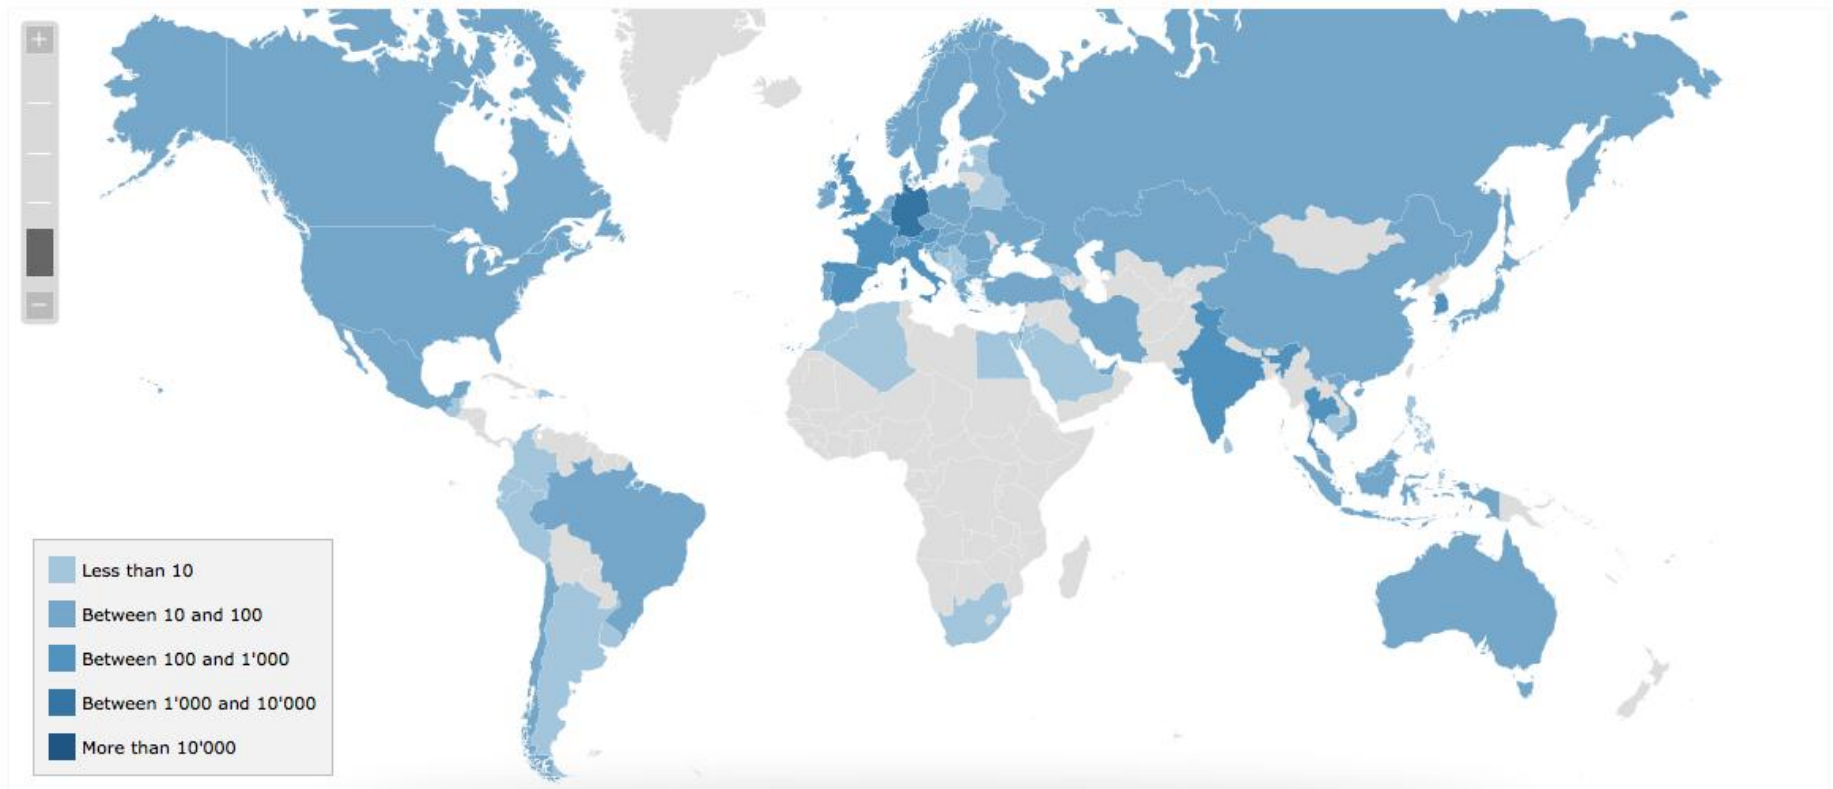 +
−
Less than 10
Between 10 and 100
Between 100 and 1'000
Between 1'000 and 10'000
More than 10'000